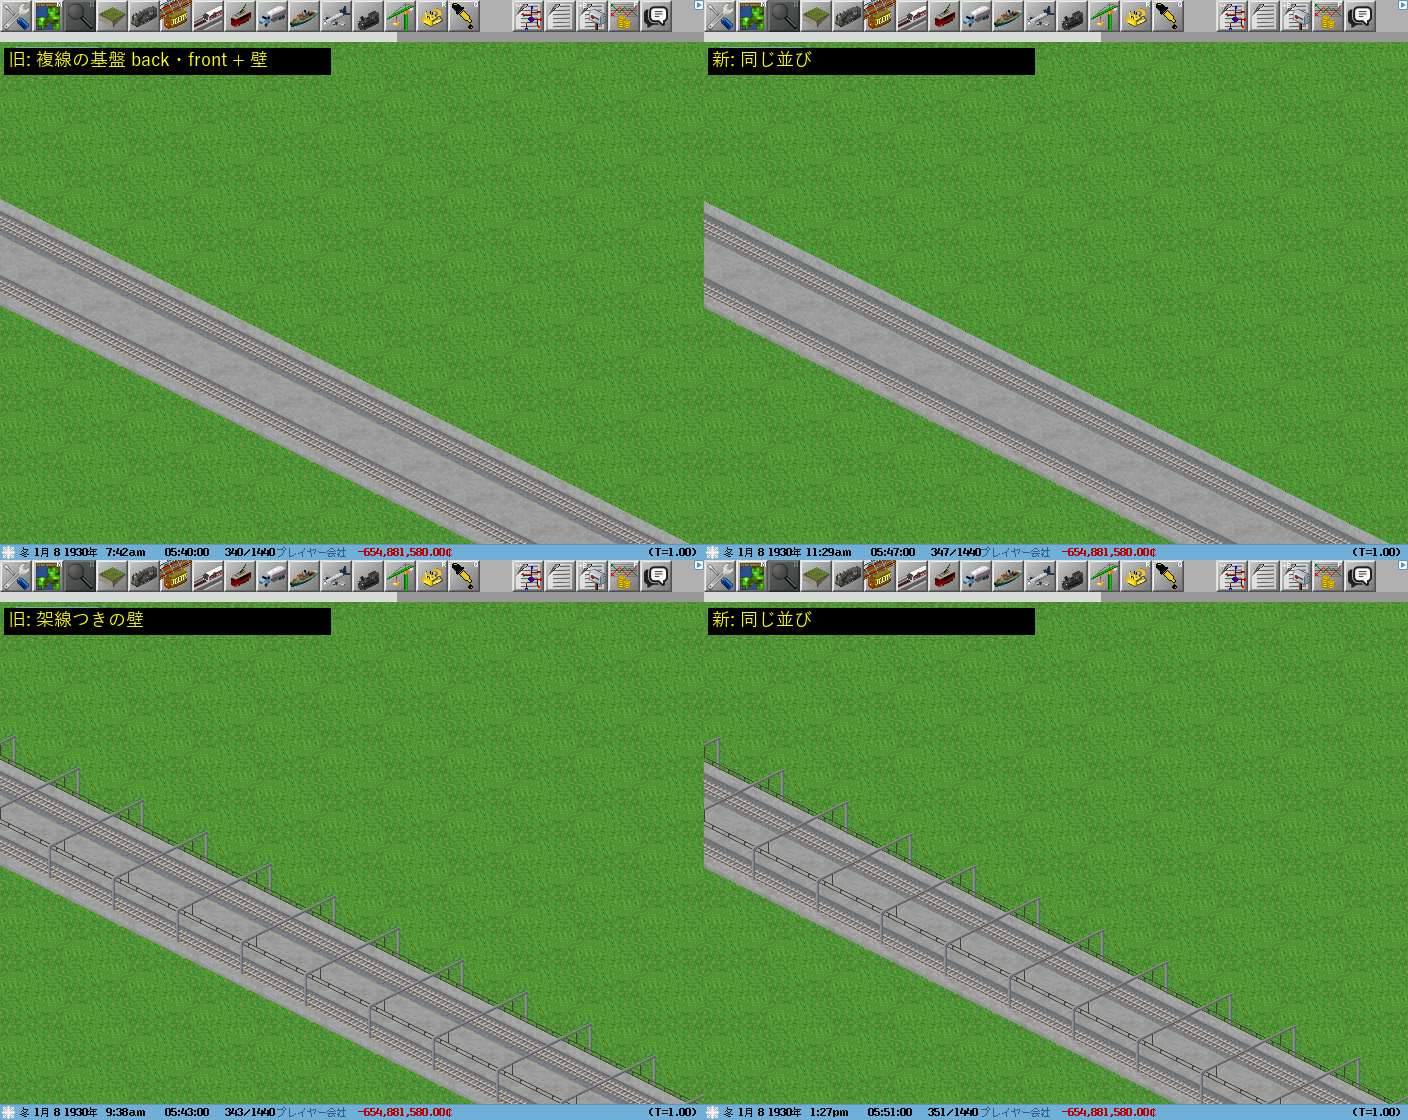 旧: 複線の基盤 back・front + 壁
新: 同じ並び
冬 1月 8 1930年 7:42am 05:40:00 340/1440 プレイヤー会社 -654,881,580.00¢ (T=1.00)
冬 1月 8 1930年 11:29am 05:47:00 347/1440 プレイヤー会社 -654,881,580.00¢ (T=1.00)
旧: 架線つきの壁
新: 同じ並び
冬 1月 8 1930年 9:38am 05:43:00 343/1440 プレイヤー会社 -654,881,580.00¢ (T=1.00)
冬 1月 8 1930年 1:27pm 05:51:00 351/1440 プレイヤー会社 -654,881,580.00¢ (T=1.00)